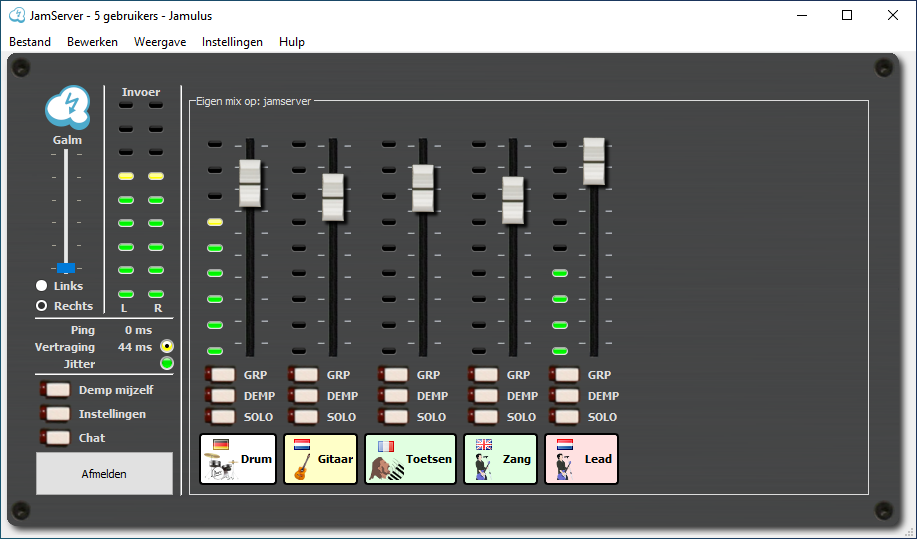 JamServer - 5 gebruikers - Jamulus
Bestand Bewerken Weergave Instellingen Hulp
Galm
Links
Rechts
Invoer
L R
Ping 0 ms
Vertraging 44 ms
Jitter
Demp mijzelf
Instellingen
Chat
Afmelden
Eigen mix op: jamserver
GRP GRP GRP GRP GRP
DEMP DEMP DEMP DEMP DEMP
SOLO SOLO SOLO SOLO SOLO
Drum Gitaar Toetsen Zang Lead